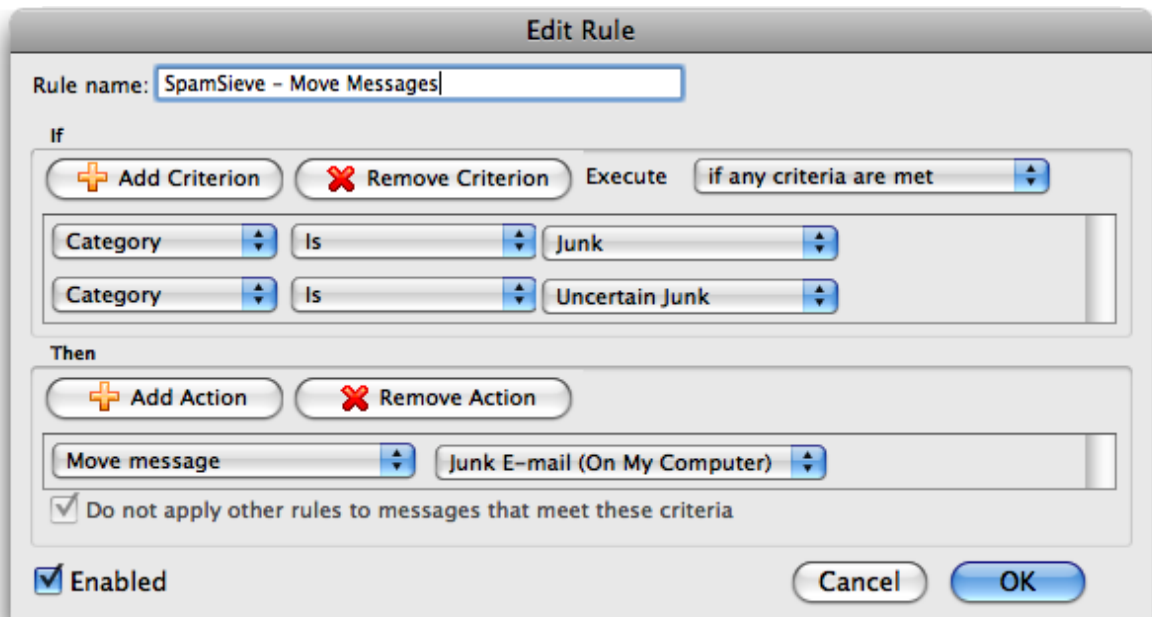 Edit Rule
Rule name: SpamSieve – Move Messages
If
Add Criterion Remove Criterion Execute if any criteria are met
Category Is Junk
Category Is Uncertain Junk
Then
Add Action Remove Action
Move message Junk E-mail (On My Computer)
Do not apply other rules to messages that meet these criteria
Enabled Cancel OK